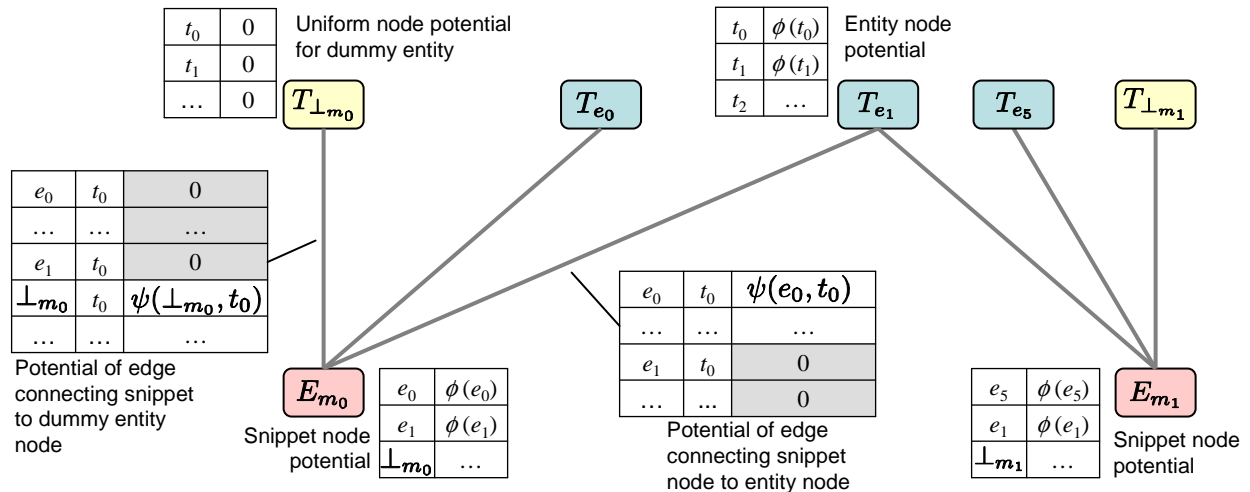 t₀ 0
t₁ 0
… 0
Uniform node potential
for dummy entity
t₀ ϕ(t₀)
t₁ ϕ(t₁)
t₂ …
Entity node
potential
T⊥ₘ₀
Tₑ₀
Tₑ₁
Tₑ₅
T⊥ₘ₁
e₀ t₀ 0
… … …
e₁ t₀ 0
⊥ₘ₀ t₀ ψ(⊥ₘ₀, t₀)
… … …
Potential of edge
connecting snippet
to dummy entity
node
Eₘ₀
Snippet node
potential
e₀ ϕ(e₀)
e₁ ϕ(e₁)
⊥ₘ₀ …
e₀ t₀ ψ(e₀, t₀)
… … …
e₁ t₀ 0
… ... 0
Potential of edge
connecting snippet
node to entity node
e₅ ϕ(e₅)
e₁ ϕ(e₁)
⊥ₘ₁ …
Eₘ₁
Snippet node
potential